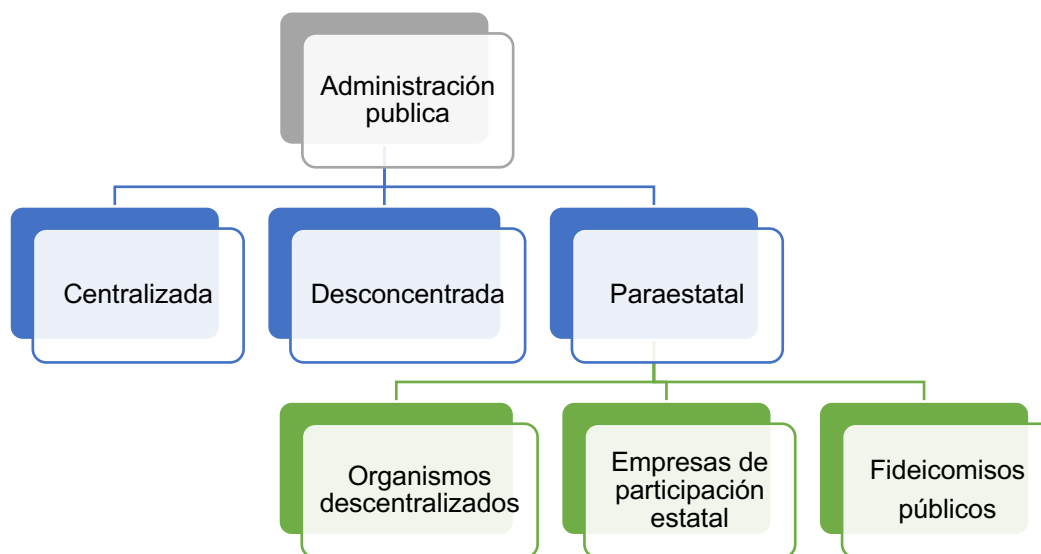 Administración
publica
Centralizada
Desconcentrada
Paraestatal
Organismos
descentralizados
Empresas de
participación
estatal
Fideicomisos
públicos